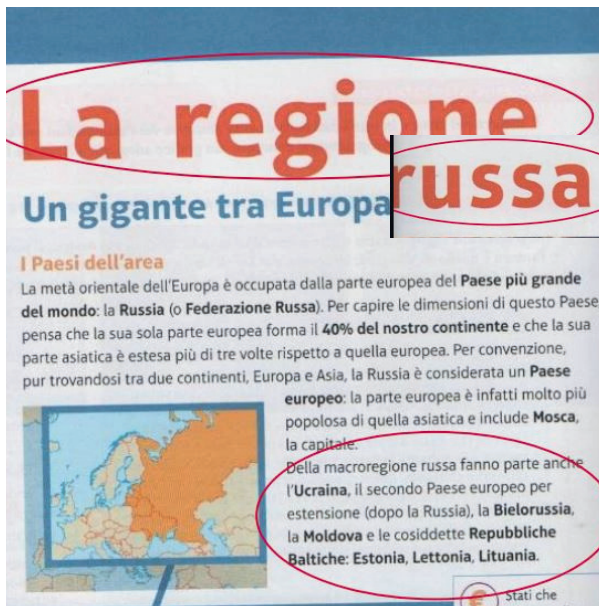 La regione
russa
Un gigante tra Europa
I Paesi dell'area
La metà orientale dell'Europa è occupata dalla parte europea del Paese più grande
del mondo: la Russia (o Federazione Russa). Per capire le dimensioni di questo Paese
pensa che la sua sola parte europea forma il 40% del nostro continente e che la sua
parte asiatica è estesa più di tre volte rispetto a quella europea. Per convenzione,
pur trovandosi tra due continenti, Europa e Asia, la Russia è considerata un Paese
europeo: la parte europea è infatti molto più
popolosa di quella asiatica e include Mosca,
la capitale.
Della macroregione russa fanno parte anche
l'Ucraina, il secondo Paese europeo per
estensione (dopo la Russia), la Bielorussia,
la Moldova e le cosiddette Repubbliche
Baltiche: Estonia, Lettonia, Lituania.
Stati che